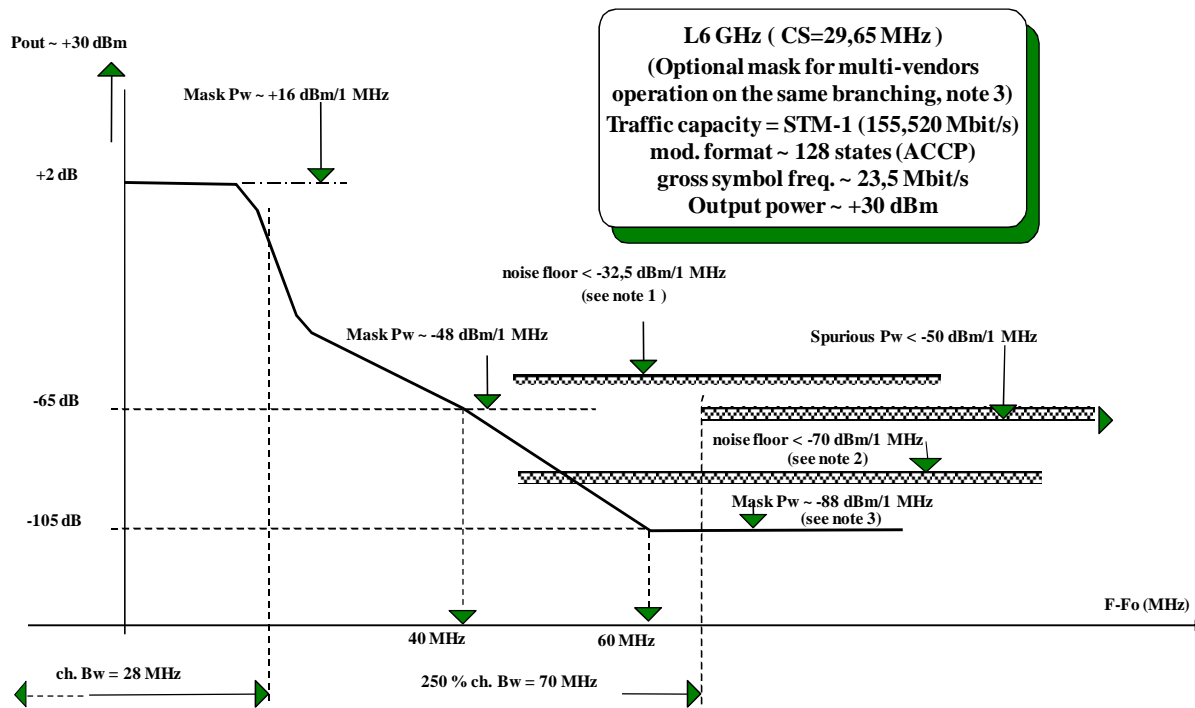 Pout ~ +30 dBm
L6 GHz ( CS=29,65 MHz )
(Optional mask for multi-vendors
operation on the same branching, note 3)
Traffic capacity = STM-1 (155,520 Mbit/s)
mod. format ~ 128 states (ACCP)
gross symbol freq. ~ 23,5 Mbit/s
Output power ~ +30 dBm
Mask Pw ~ +16 dBm/1 MHz
+2 dB
noise floor < -32,5 dBm/1 MHz
(see note 1 )
Mask Pw ~ -48 dBm/1 MHz
Spurious Pw < -50 dBm/1 MHz
-65 dB
noise floor < -70 dBm/1 MHz
(see note 2)
Mask Pw ~ -88 dBm/1 MHz
(see note 3)
-105 dB
F-Fo (MHz)
40 MHz
60 MHz
ch. Bw = 28 MHz
250 % ch. Bw = 70 MHz